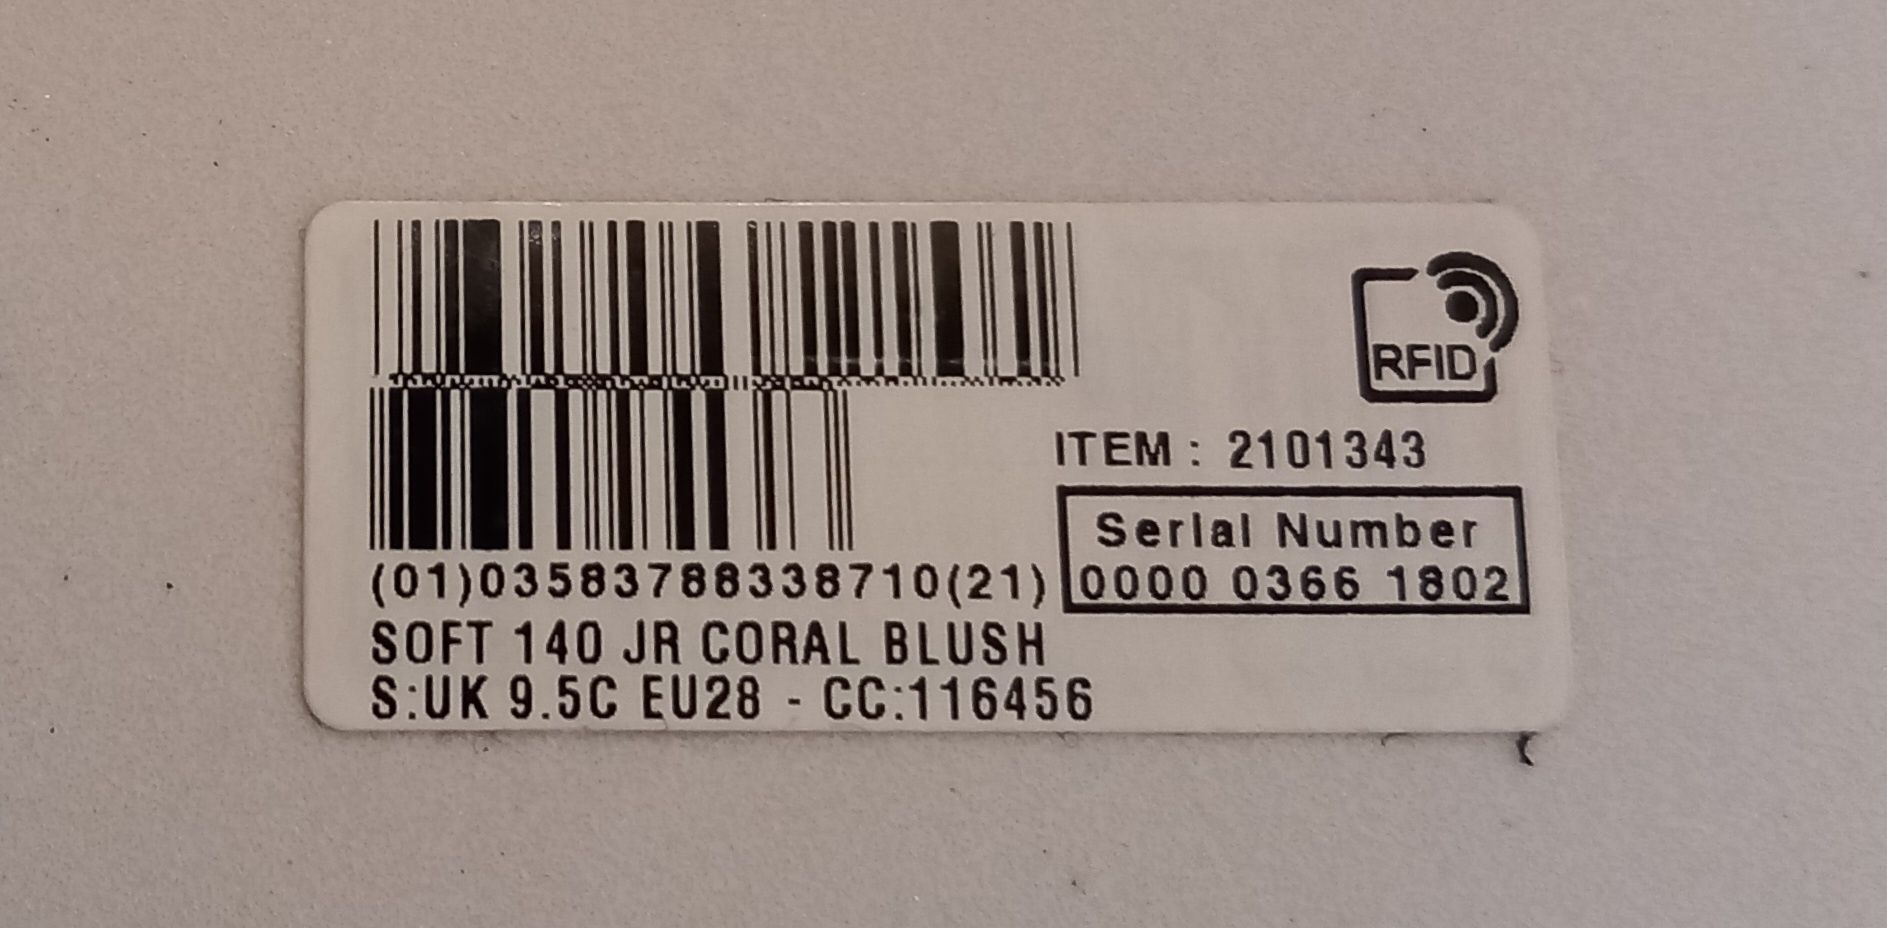 RFID
ITEM : 2101343
Serial Number
0000 0366 1802
(01)03583788338710(21)
SOFT 140 JR CORAL BLUSH
S:UK 9.5C EU28 - CC:116456